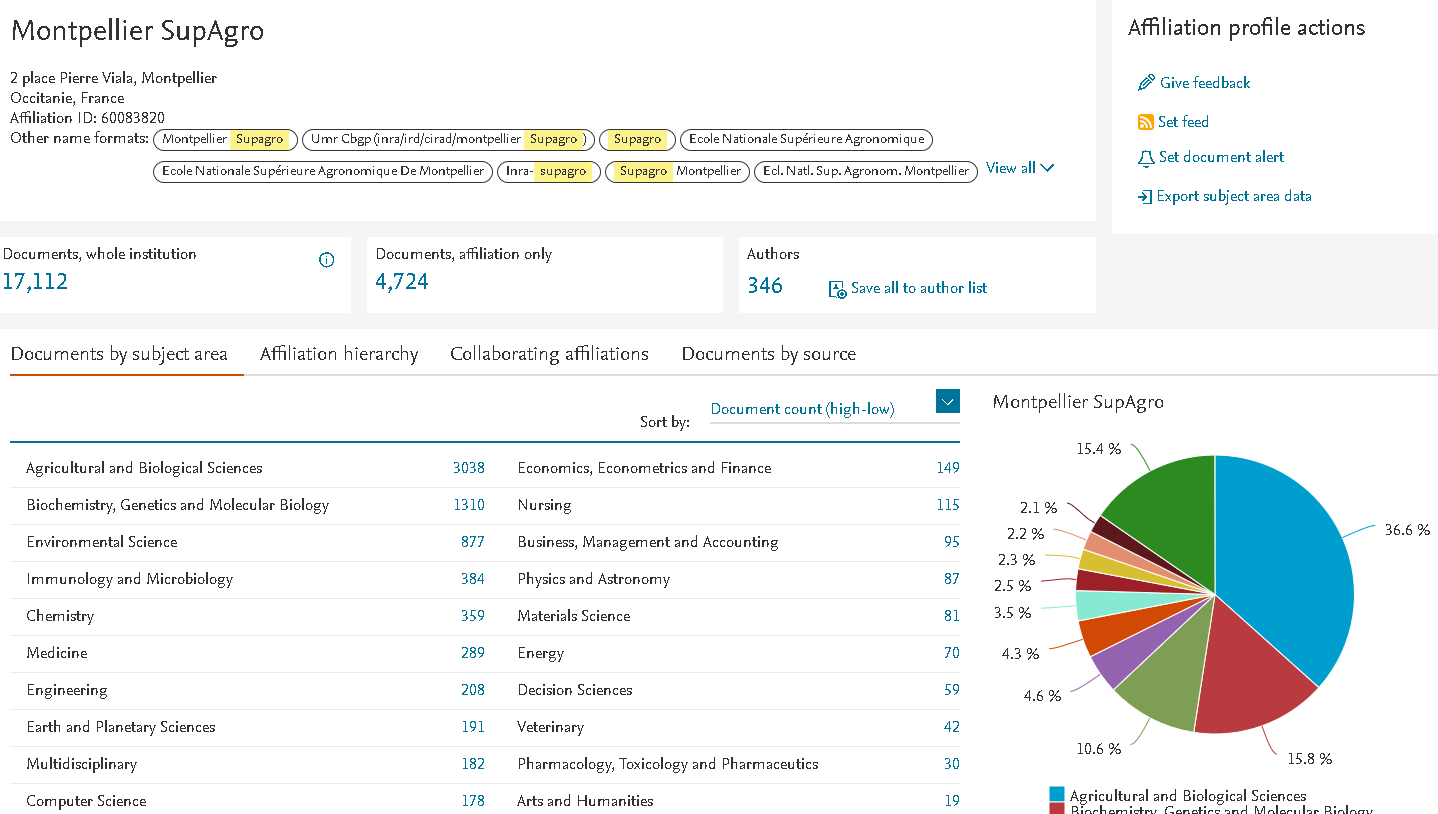 Montpellier SupAgro
2 place Pierre Viala, Montpellier
Occitanie, France
Affiliation ID: 60083820
Other name formats: Montpellier Supagro Umr Cbgp (inra/ird/cirad/montpellier Supagro ) Supagro Ecole Nationale Supérieure Agronomique
Ecole Nationale Supérieure Agronomique De Montpellier Inra- supagro Supagro Montpellier Ecl. Natl. Sup. Agronom. Montpellier View all
Affiliation profile actions
Give feedback
Set feed
Set document alert
Export subject area data
Documents, whole institution
17,112
Documents, affiliation only
4,724
Authors
346 Save all to author list
Documents by subject area Affiliation hierarchy Collaborating affiliations Documents by source
Sort by: Document count (high-low)
Agricultural and Biological Sciences 3038 Economics, Econometrics and Finance 149
Biochemistry, Genetics and Molecular Biology 1310 Nursing 115
Environmental Science 877 Business, Management and Accounting 95
Immunology and Microbiology 384 Physics and Astronomy 87
Chemistry 359 Materials Science 81
Medicine 289 Energy 70
Engineering 208 Decision Sciences 59
Earth and Planetary Sciences 191 Veterinary 42
Multidisciplinary 182 Pharmacology, Toxicology and Pharmaceutics 30
Computer Science 178 Arts and Humanities 19
Montpellier SupAgro
15.4 %
2.1 %
2.2 %
36.6 %
2.3 %
2.5 %
3.5 %
4.3 %
4.6 %
10.6 %
15.8 %
Agricultural and Biological Sciences
Biochemistry, Genetics and Molecular Biology